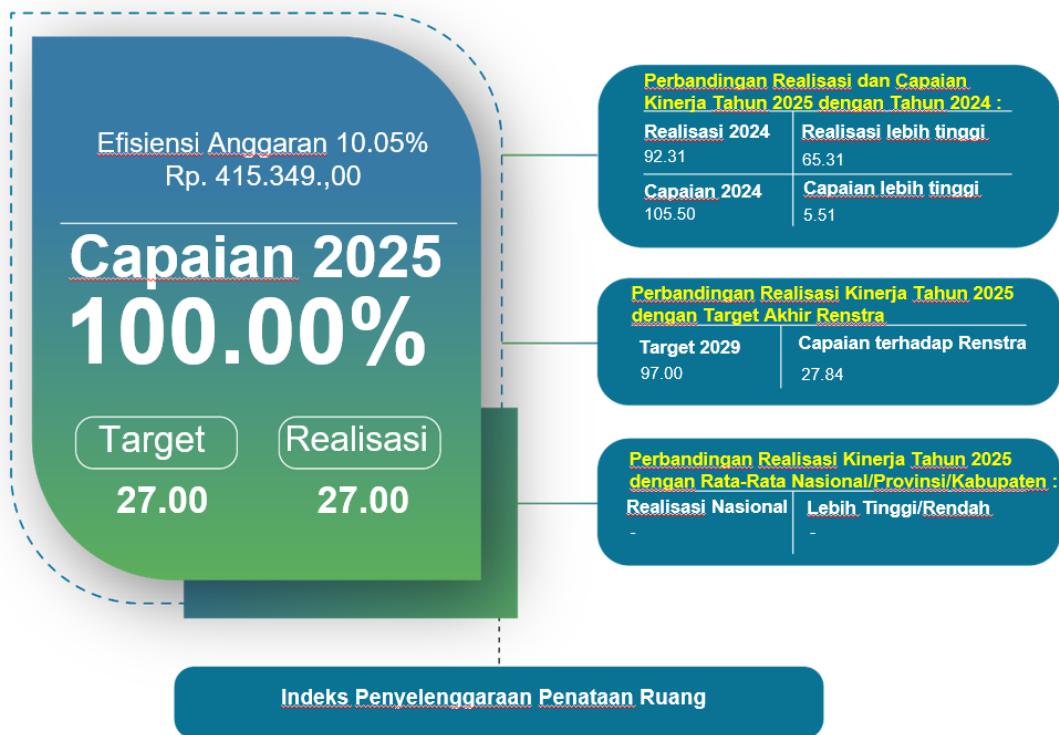 Efisiensi Anggaran 10.05%
Rp. 415.349.,00
Capaian 2025
100.00%
Target
Realisasi
27.00
27.00
Perbandingan Realisasi dan Capaian
Kinerja Tahun 2025 dengan Tahun 2024 :
Realisasi 2024
Realisasi lebih tinggi
92.31
65.31
Capaian 2024
Capaian lebih tinggi
105.50
5.51
Perbandingan Realisasi Kinerja Tahun 2025
dengan Target Akhir Renstra
Target 2029
Capaian terhadap Renstra
97.00
27.84
Perbandingan Realisasi Kinerja Tahun 2025
dengan Rata-Rata Nasional/Provinsi/Kabupaten :
Realisasi Nasional
Lebih Tinggi/Rendah
-
-
Indeks Penyelenggaraan Penataan Ruang